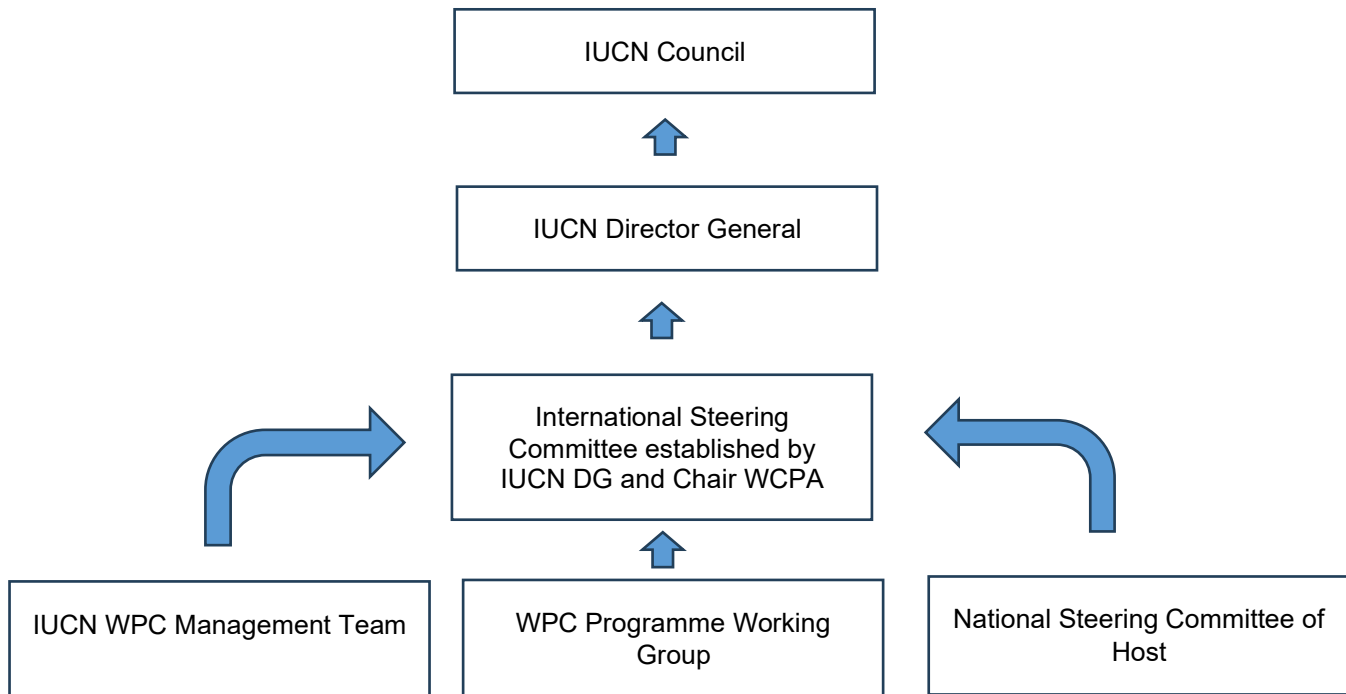 IUCN Council
IUCN Director General
International Steering
Committee established by
IUCN DG and Chair WCPA
IUCN WPC Management Team
WPC Programme Working
Group
National Steering Committee of
Host